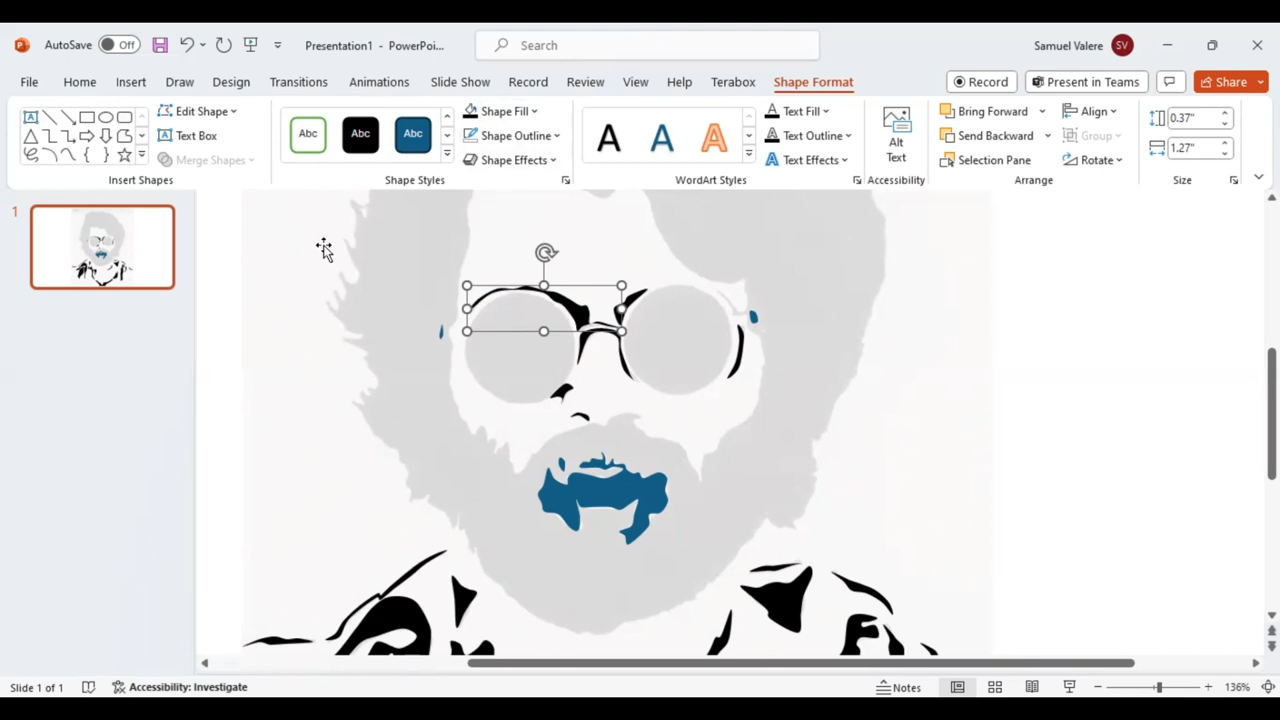 AutoSave Off Presentation1 - PowerPoi... Search Samuel Valere SV
File Home Insert Draw Design Transitions Animations Slide Show Record Review View Help Terabox Shape Format Record Present in Teams Share
Edit Shape
Text Box
Merge Shapes
Insert Shapes
Abc Abc Abc
Shape Fill
Shape Outline
Shape Effects
Shape Styles
A A A
Text Fill
Text Outline
Text Effects
WordArt Styles
Alt
Text
Accessibility
Bring Forward
Send Backward
Selection Pane
Align
Group
Rotate
Arrange
0.37"
1.27"
Size
1
Slide 1 of 1 Accessibility: Investigate Notes 136%